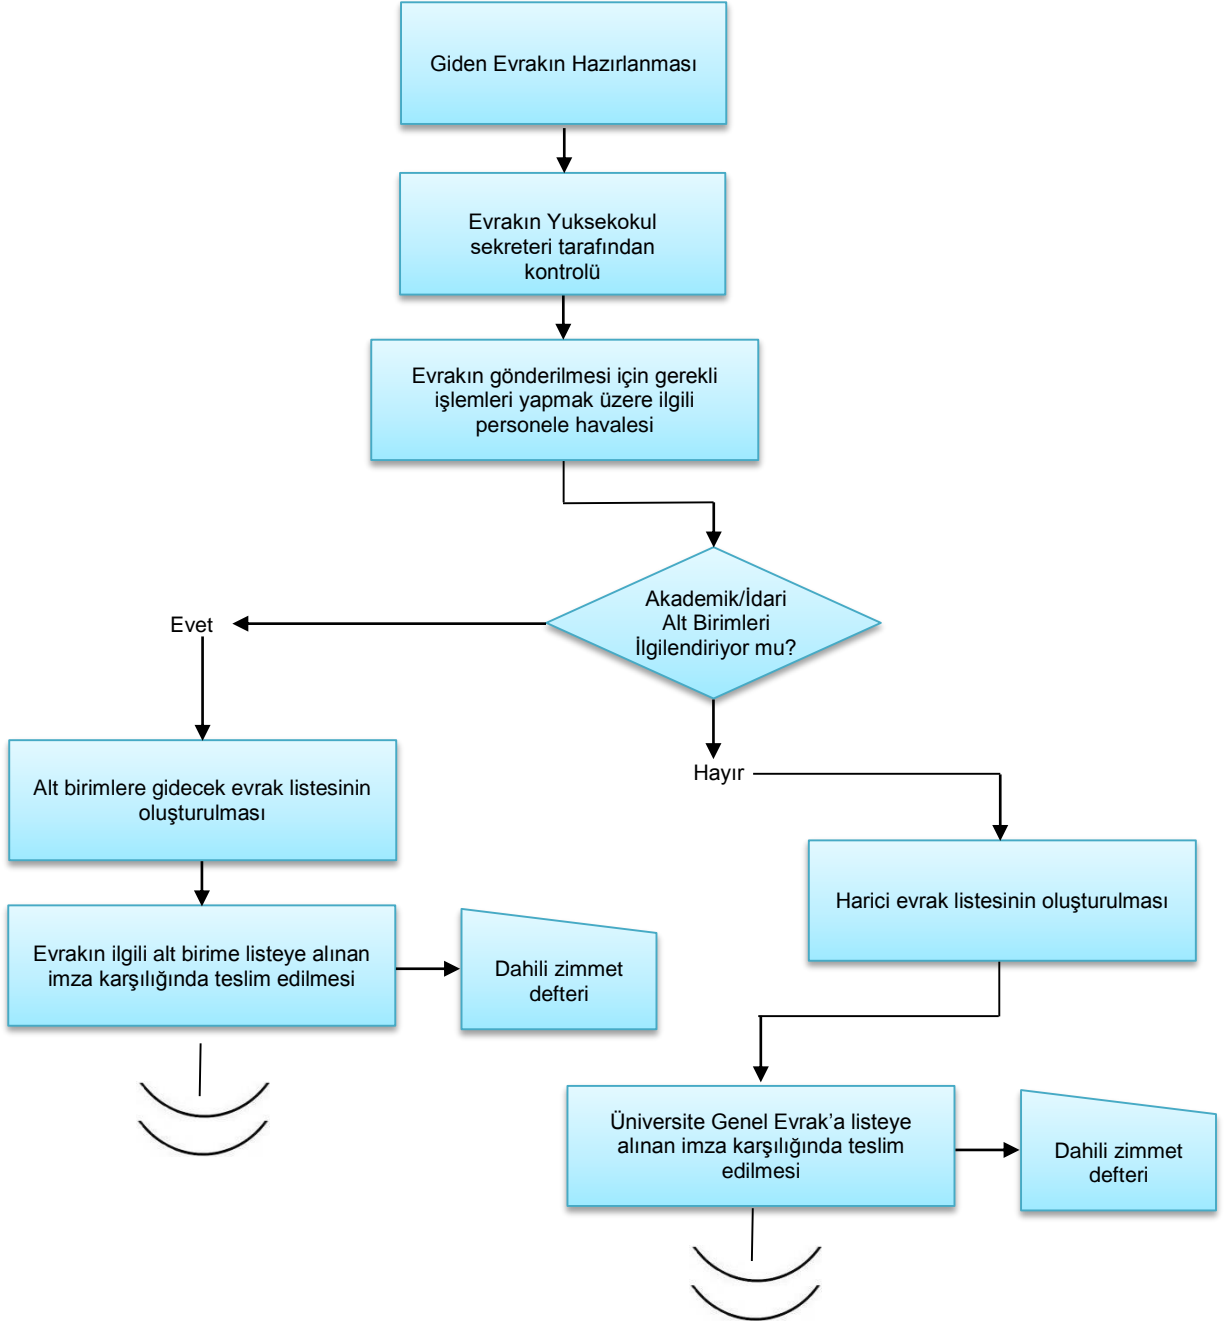 Giden Evrakın Hazırlanması
Evrakın Yuksekokul
sekreteri tarafından
kontrolü
Evrakın gönderilmesi için gerekli
işlemleri yapmak üzere ilgili
personele havalesi
Akademik/İdari
Alt Birimleri
İlgilendiriyor mu?
Evet
Hayır
Alt birimlere gidecek evrak listesinin
oluşturulması
Harici evrak listesinin oluşturulması
Evrakın ilgili alt birime listeye alınan
imza karşılığında teslim edilmesi
Dahili zimmet
defteri
Üniversite Genel Evrak’a listeye
alınan imza karşılığında teslim
edilmesi
Dahili zimmet
defteri